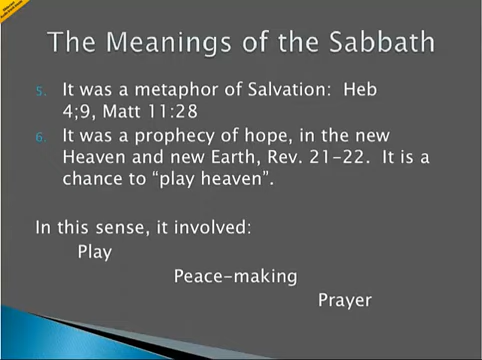 The Meanings of the Sabbath
5. It was a metaphor of Salvation: Heb
4;9, Matt 11:28
6. It was a prophecy of hope, in the new
Heaven and new Earth, Rev. 21-22. It is a
chance to “play heaven”.
In this sense, it involved:
Play
Peace-making
Prayer